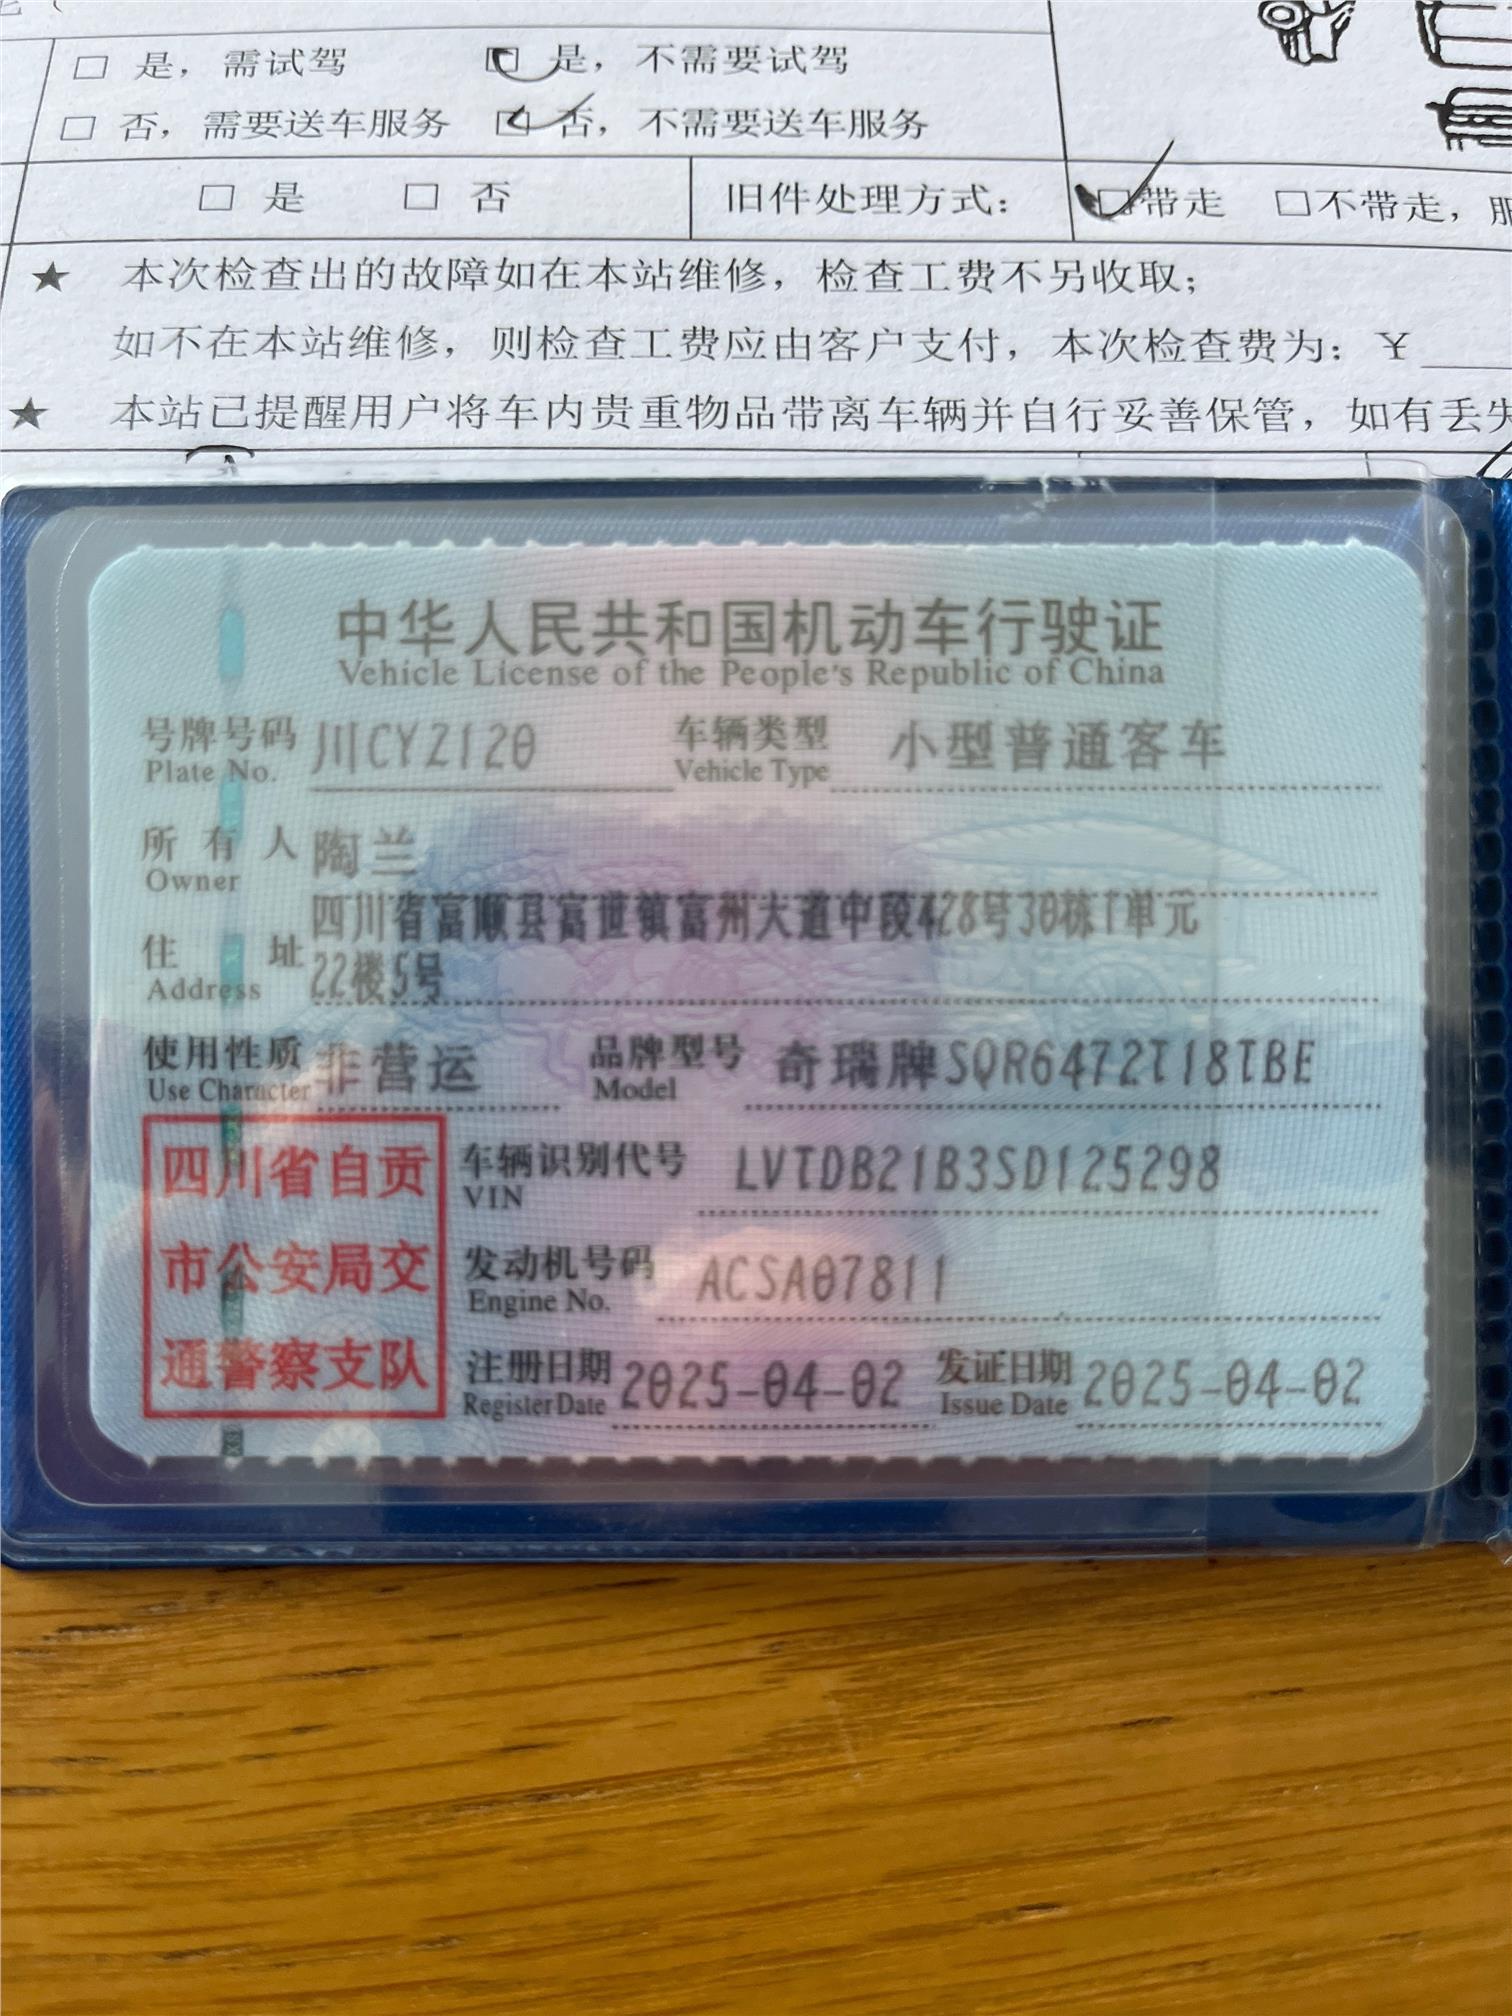 □ 是，需试驾 □ 是，不需要试驾
□ 否，需要送车服务 □ 否，不需要送车服务
□ 是 □ 否 旧件处理方式： □带走 □不带走，服
★ 本次检查出的故障如在本站维修，检查工费不另收取；
如不在本站维修，则检查工费应由客户支付，本次检查费为：￥
★ 本站已提醒用户将车内贵重物品带离车辆并自行妥善保管，如有丢失
中华人民共和国机动车行驶证
Vehicle License of the People's Republic of China
号牌号码 川CYZ120 车辆类型 小型普通客车
Plate No. Vehicle Type
所有人 陶兰
Owner
四川省富顺县富世镇富州大道中段428号30栋1单元
住址 22楼5号
Address
使用性质 非营运 品牌型号 奇瑞牌SQR6472T18TBE
Use Character Model
四川省自贡
市公安局交
通警察支队
车辆识别代号 LVTDB21B3SD125298
VIN
发动机号码 ACSA07811
Engine No.
注册日期 2025-04-02 发证日期 2025-04-02
Register Date Issue Date